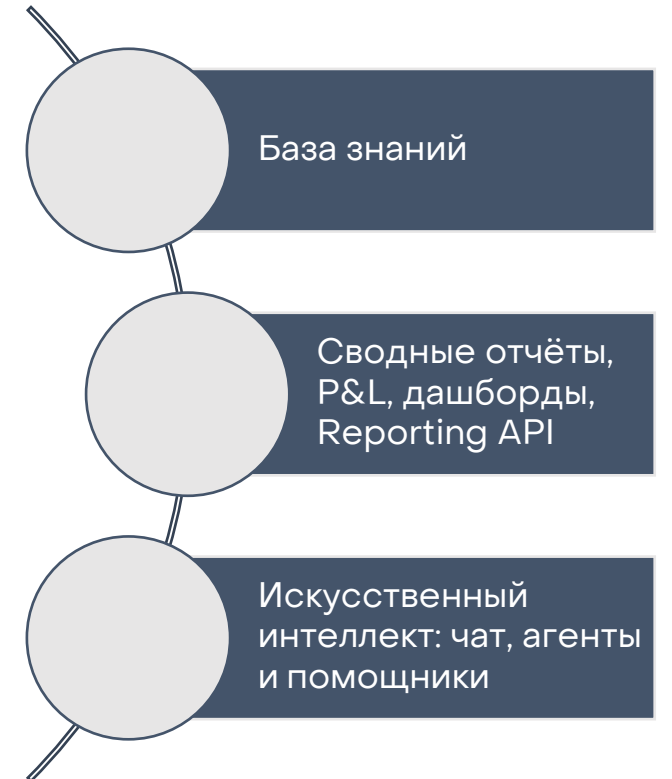 База знаний
Сводные отчёты,
P&L, дашборды,
Reporting API
Искусственный
интеллект: чат, агенты
и помощники